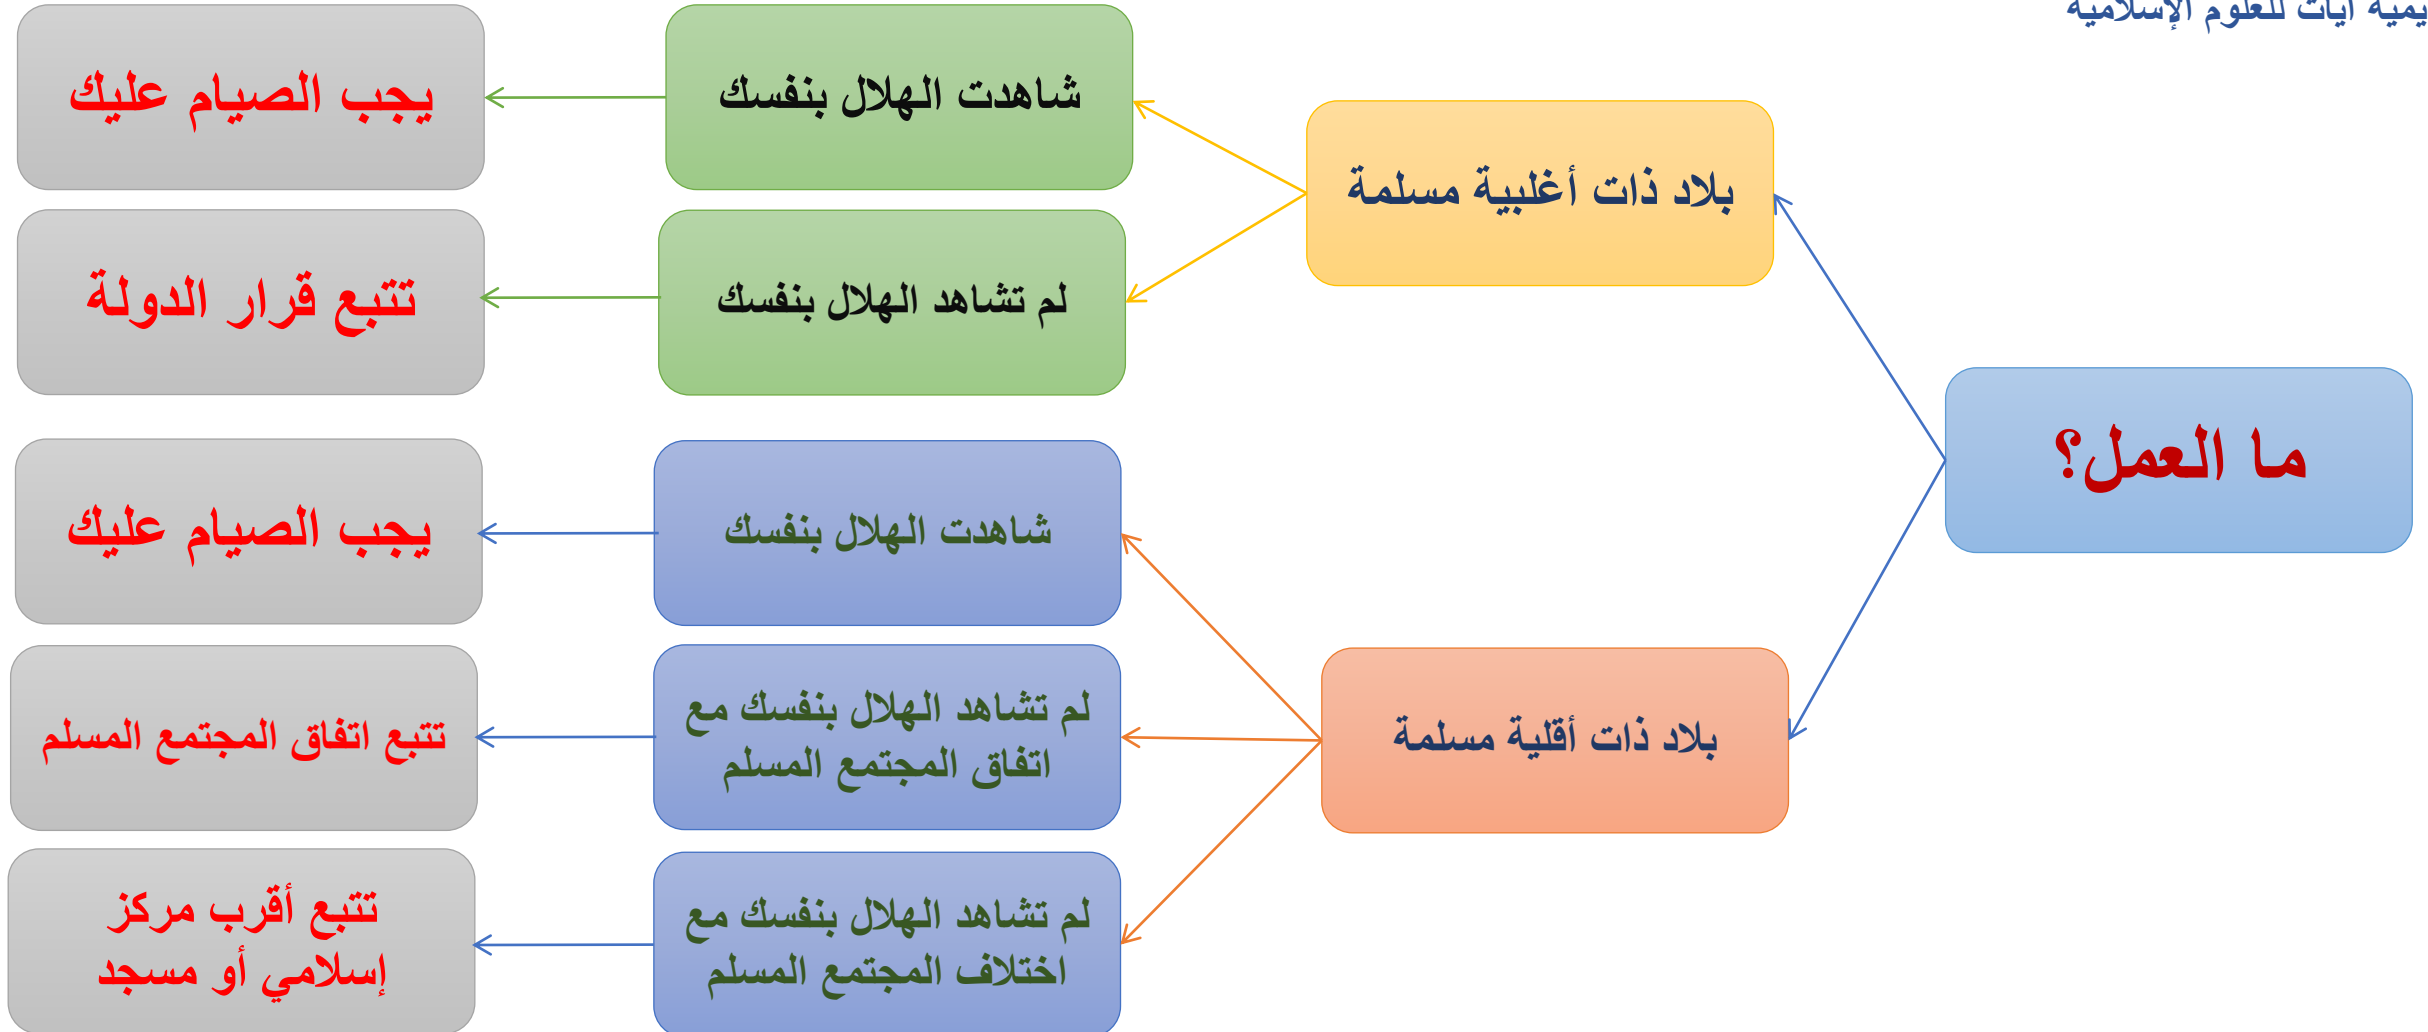 آيات للعلوم الإسلامية
ما العمل؟
بلاد ذات أغلبية مسلمة
شاهدت الهلال بنفسك
يجب الصيام عليك
لم تشاهد الهلال بنفسك
تتبع قرار الدولة
بلاد ذات أقلية مسلمة
شاهدت الهلال بنفسك
يجب الصيام عليك
لم تشاهد الهلال بنفسك مع
اتفاق المجتمع المسلم
تتبع اتفاق المجتمع المسلم
لم تشاهد الهلال بنفسك مع
اختلاف المجتمع المسلم
تتبع أقرب مركز
إسلامي أو مسجد